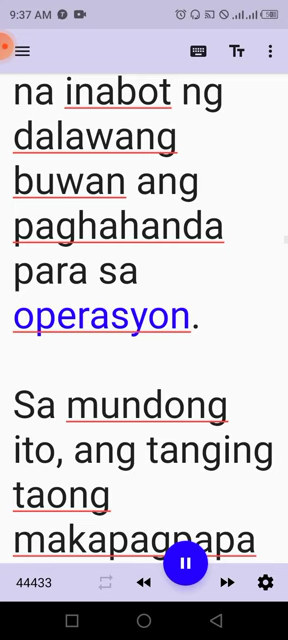 9:37 AM
na inabot ng
dalawang
buwan ang
paghahanda
para sa
operasyon.
Sa mundong
ito, ang tanging
taong
makapagpapa
44433